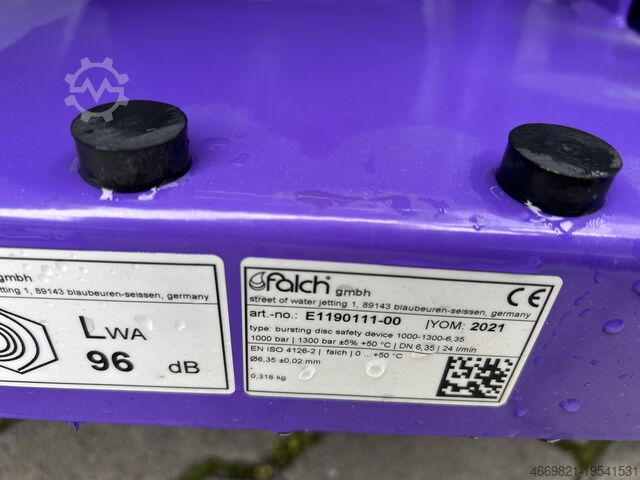 gmbh
jetting 1, 89143 blaubeuren-seissen, germany
LWA
96 dB
falch gmbh
CE
street of water jetting 1, 89143 blaubeuren-seissen, germany
art.-no.: E1190111-00 |YOM: 2021
type: bursting disc safety device 1000-1300-6,35
1000 bar | 1300 bar ±5% +50 °C | DN 6,35 | 24 l/min
EN ISO 4126-2 | falch | 0 ...+50 °C
Ø6,35 ±0,02 mm
-
0,318 kg
4669821-19541531